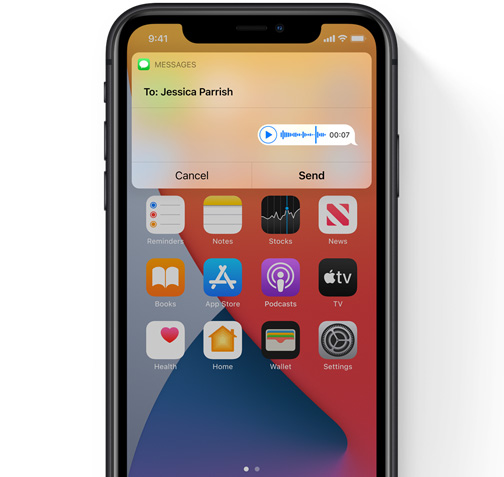 9:41
MESSAGES
To: Jessica Parrish
00:07
Cancel Send
Reminders Notes Stocks News
Books App Store Podcasts TV
Health Home Wallet Settings
tv